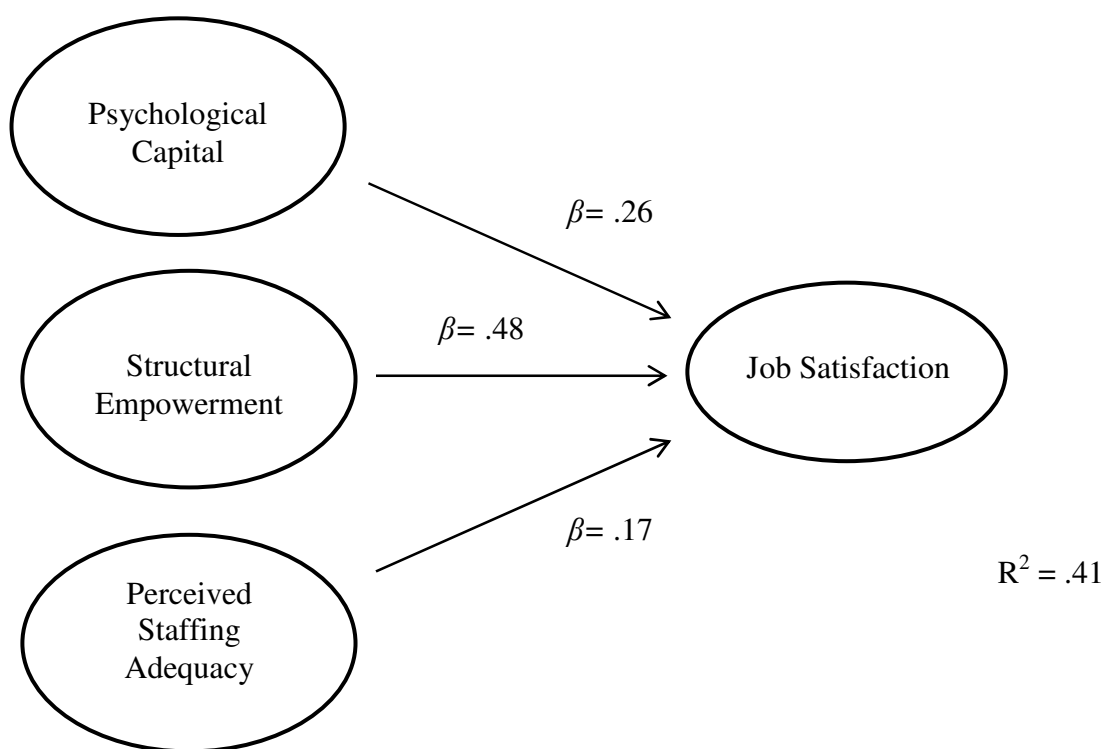 Psychological
Capital
β= .26
β= .48
Structural
Empowerment
Job Satisfaction
β= .17
Perceived
Staffing
Adequacy
R² = .41